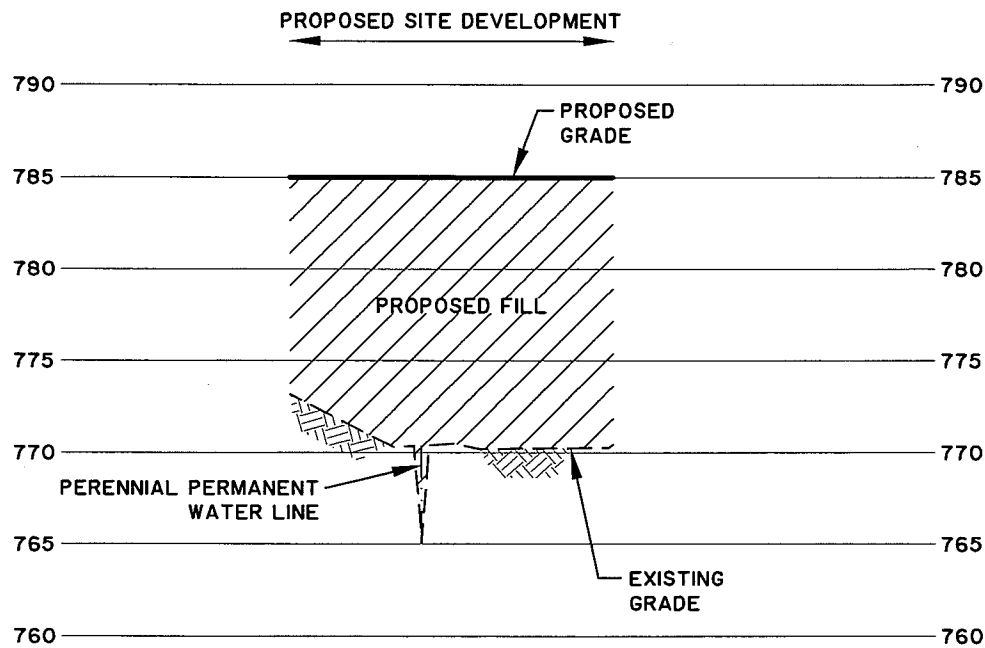 PROPOSED SITE DEVELOPMENT
790 790
PROPOSED
GRADE
785 785
780 780
PROPOSED FILL
775 775
770 770
PERENNIAL PERMANENT
WATER LINE
765 765
EXISTING
GRADE
760 760